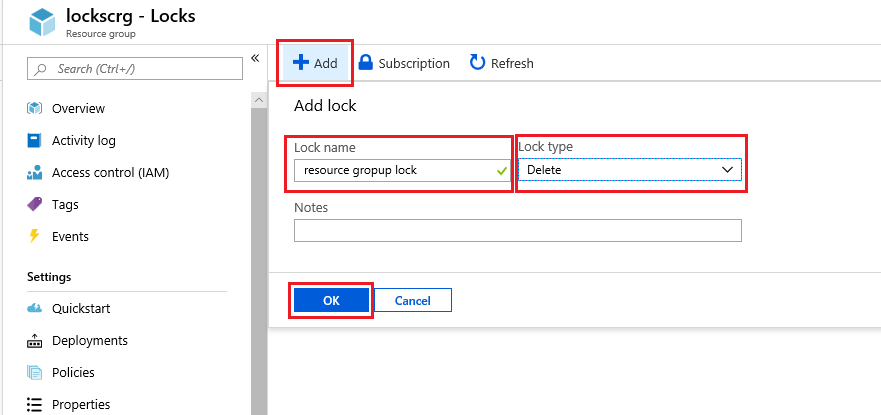 lockscrg - Locks
Resource group
Search (Ctrl+/)
«
Overview
Activity log
Access control (IAM)
Tags
Events
Settings
Quickstart
Deployments
Policies
Properties
Add
Subscription
Refresh
Add lock
Lock name
Lock type
resource gropup lock
Delete
Notes
OK
Cancel